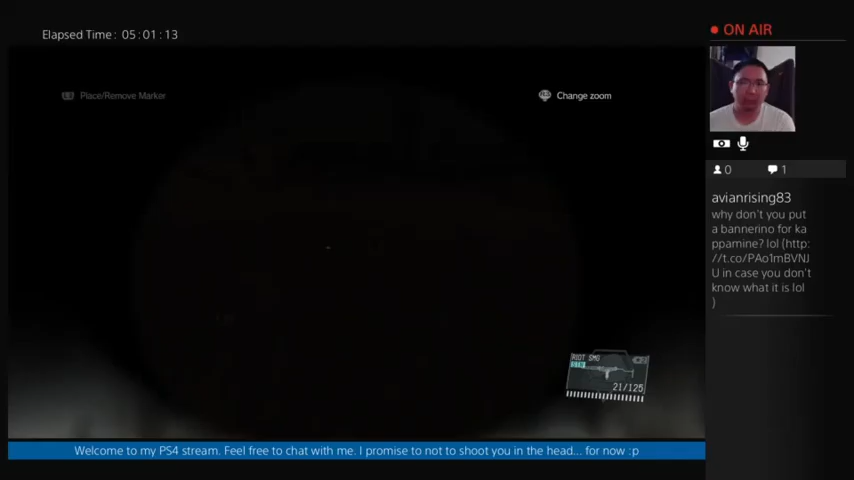 Elapsed Time: 05:01:13
ON AIR
Place/Remove Marker
Change zoom
0
1
avianrising83
why don't you put
a bannerino for ka
ppamine? lol (http:
//t.co/PAo1mBVNJ
U in case you don't
know what it is lol
)
RIOT SMG
21/125
Welcome to my PS4 stream. Feel free to chat with me. I promise to not to shoot you in the head... for now :p